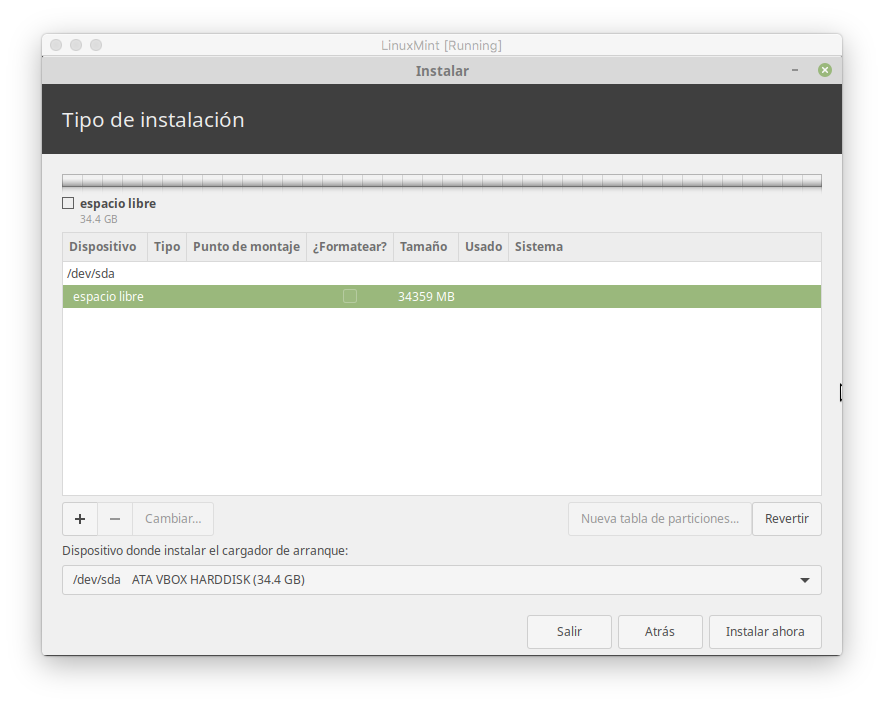 LinuxMint [Running]
Instalar
Tipo de instalación
espacio libre
34.4 GB
Dispositivo Tipo Punto de montaje ¿Formatear? Tamaño Usado Sistema
/dev/sda
espacio libre 34359 MB
+ − Cambiar... Nueva tabla de particiones... Revertir
Dispositivo donde instalar el cargador de arranque:
/dev/sda ATA VBOX HARDDISK (34.4 GB)
Salir Atrás Instalar ahora